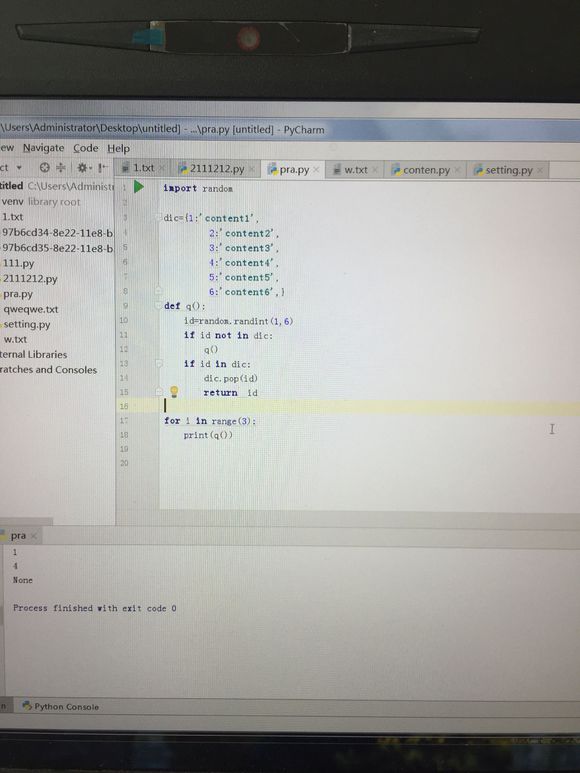 \Users\Administrator\Desktop\untitled] - ...\pra.py [untitled] - PyCharm
ew Navigate Code Help
ct 1.txt 2111212.py pra.py w.txt conten.py setting.py
titled C:\Users\Administr
venv library root
1.txt
97b6cd34-8e22-11e8-b
97b6cd35-8e22-11e8-b
111.py
2111212.py
pra.py
qweqwe.txt
setting.py
w.txt
ternal Libraries
ratches and Consoles
1 import random
2
3 dic={1:'content1',
4 2:'content2',
5 3:'content3',
6 4:'content4',
7 5:'content5',
8 6:'content6',}
9 def q():
10 id=random.randint(1,6)
11 if id not in dic:
12 q()
13 if id in dic:
14 dic.pop(id)
15 return id
16
17 for i in range(3):
18 print(q())
19
20
pra
1
4
None
Process finished with exit code 0
n Python Console